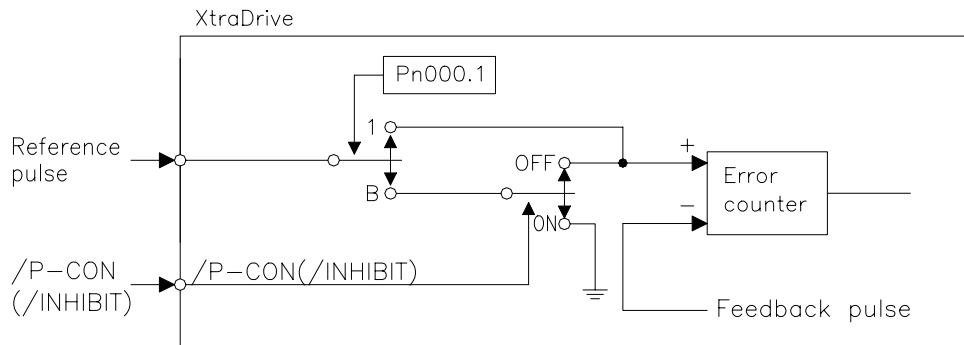 XtraDrive
Pn000.1
Reference
pulse
1
B
OFF
ON
+
-
Error
counter
/P-CON
(/INHIBIT)
/P-CON(/INHIBIT)
Feedback pulse